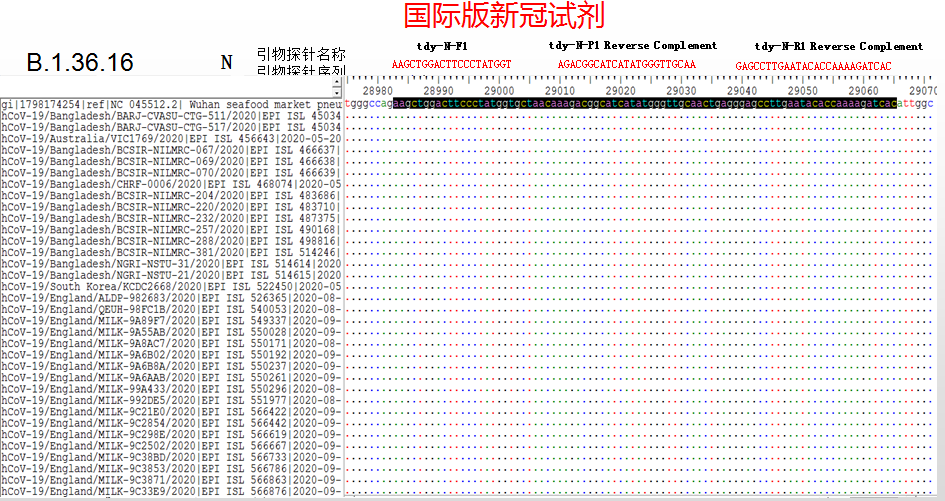 国际版新冠试剂
B.1.36.16
N
引物探针名称
引物探针序列
tdy-N-F1
tdy-N-P1 Reverse Complement
tdy-N-R1 Reverse Complement
AAGCTGGACTTCCCTATGGT
AGACGGCATCATATGGGTTGCAA
GAGCCTTGAATACACCAAAAGATCAC
28980 28990 29000 29010 29020 29030 29040 29050 29060 29070
gi|1798174254|ref|NC 045512.2| Wuhan seafood market pneu tgggccagaagctggacttccctatggtgctaacaaagacggcatcatatgggttgcaactgagggagccttgaatacaccaaaagatcacattggc
hCoV-19/Bangladesh/BARJ-CVASU-CTG-511/2020|EPI ISL 45034
hCoV-19/Bangladesh/BARJ-CVASU-CTG-517/2020|EPI ISL 45034
hCoV-19/Australia/VIC1769/2020|EPI ISL 456643|2020-05-20
hCoV-19/Bangladesh/BCSIR-NILMRC-067/2020|EPI ISL 466637|
hCoV-19/Bangladesh/BCSIR-NILMRC-069/2020|EPI ISL 466638|
hCoV-19/Bangladesh/BCSIR-NILMRC-070/2020|EPI ISL 466639|
hCoV-19/Bangladesh/CHRF-0006/2020|EPI ISL 468074|2020-05
hCoV-19/Bangladesh/BCSIR-NILMRC-204/2020|EPI ISL 483686|
hCoV-19/Bangladesh/BCSIR-NILMRC-220/2020|EPI ISL 483710|
hCoV-19/Bangladesh/BCSIR-NILMRC-232/2020|EPI ISL 487375|
hCoV-19/Bangladesh/BCSIR-NILMRC-257/2020|EPI ISL 490168|
hCoV-19/Bangladesh/BCSIR-NILMRC-288/2020|EPI ISL 498816|
hCoV-19/Bangladesh/BCSIR-NILMRC-381/2020|EPI ISL 514246|
hCoV-19/Bangladesh/NGRI-NSTU-31/2020|EPI ISL 514614|2020
hCoV-19/Bangladesh/NGRI-NSTU-21/2020|EPI ISL 514615|2020
hCoV-19/South Korea/KCDC2668/2020|EPI ISL 522450|2020-05
hCoV-19/England/ALDP-982683/2020|EPI ISL 526365|2020-08-
hCoV-19/England/QEUH-98FC1B/2020|EPI ISL 540053|2020-08-
hCoV-19/England/MILK-9A89F7/2020|EPI ISL 549337|2020-09-
hCoV-19/England/MILK-9A55AB/2020|EPI ISL 550028|2020-09-
hCoV-19/England/MILK-9A8AC7/2020|EPI ISL 550171|2020-08-
hCoV-19/England/MILK-9A6B02/2020|EPI ISL 550192|2020-09-
hCoV-19/England/MILK-9A6B8A/2020|EPI ISL 550237|2020-09-
hCoV-19/England/MILK-9A6AAB/2020|EPI ISL 550261|2020-09-
hCoV-19/England/MILK-99A433/2020|EPI ISL 550296|2020-08-
hCoV-19/England/MILK-992DE5/2020|EPI ISL 551977|2020-08-
hCoV-19/England/MILK-9C21E0/2020|EPI ISL 566422|2020-09-
hCoV-19/England/MILK-9C2854/2020|EPI ISL 566442|2020-09-
hCoV-19/England/MILK-9C298E/2020|EPI ISL 566619|2020-09-
hCoV-19/England/MILK-9C2502/2020|EPI ISL 566667|2020-09-
hCoV-19/England/MILK-9C38BD/2020|EPI ISL 566733|2020-09-
hCoV-19/England/MILK-9C3853/2020|EPI ISL 566786|2020-09-
hCoV-19/England/MILK-9C3871/2020|EPI ISL 566863|2020-09-
hCoV-19/England/MILK-9C33E9/2020|EPI ISL 566876|2020-09-